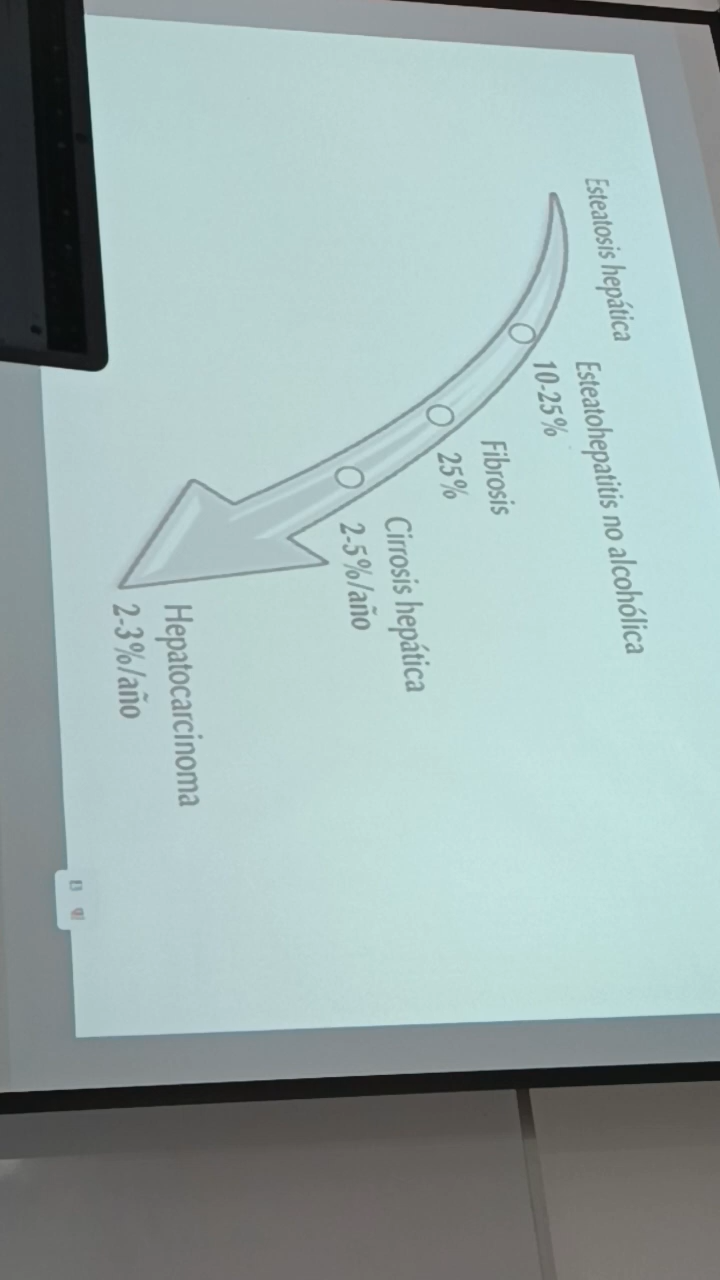 Esteatosis hepática
Esteatohepatitis no alcohólica
10-25%
Fibrosis
25%
Cirrosis hepática
2-5%/año
Hepatocarcinoma
2-3%/año